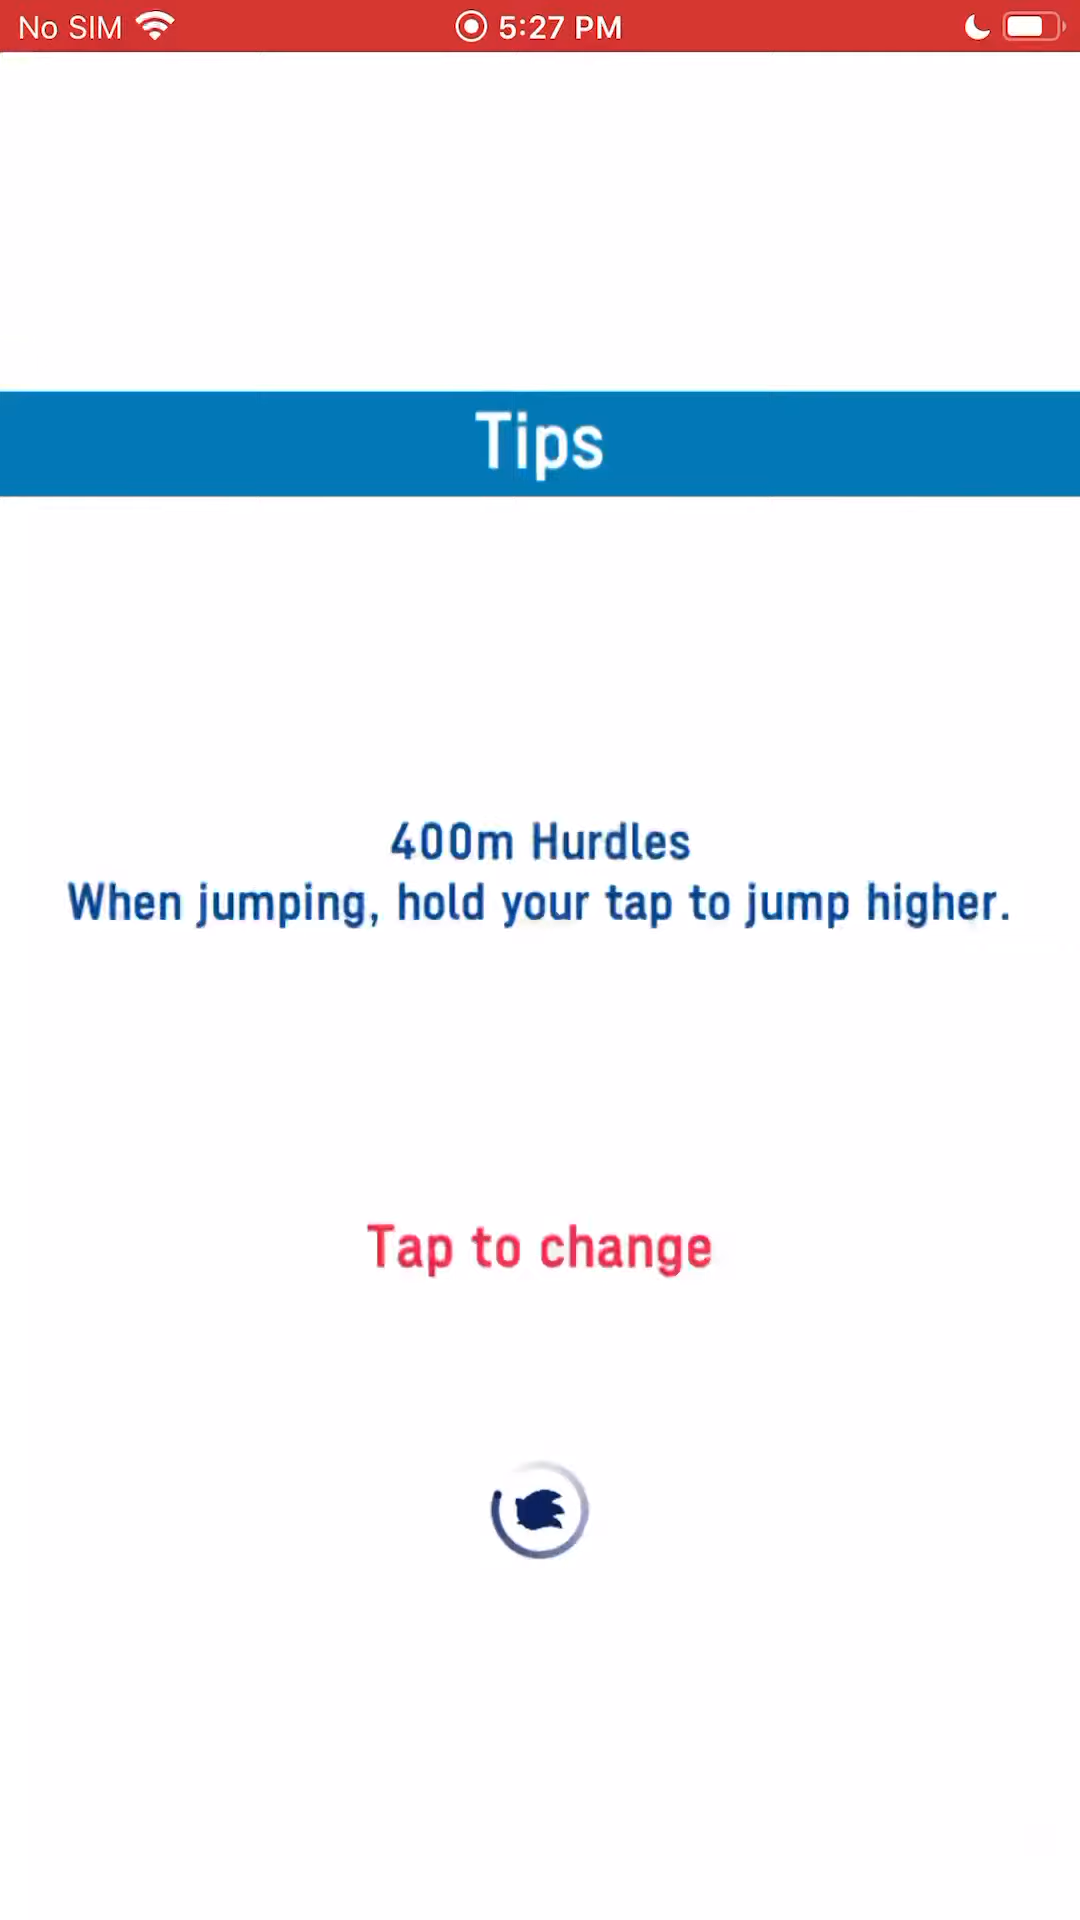 No SIM 5:27 PM
Tips
400m Hurdles
When jumping, hold your tap to jump higher.
Tap to change